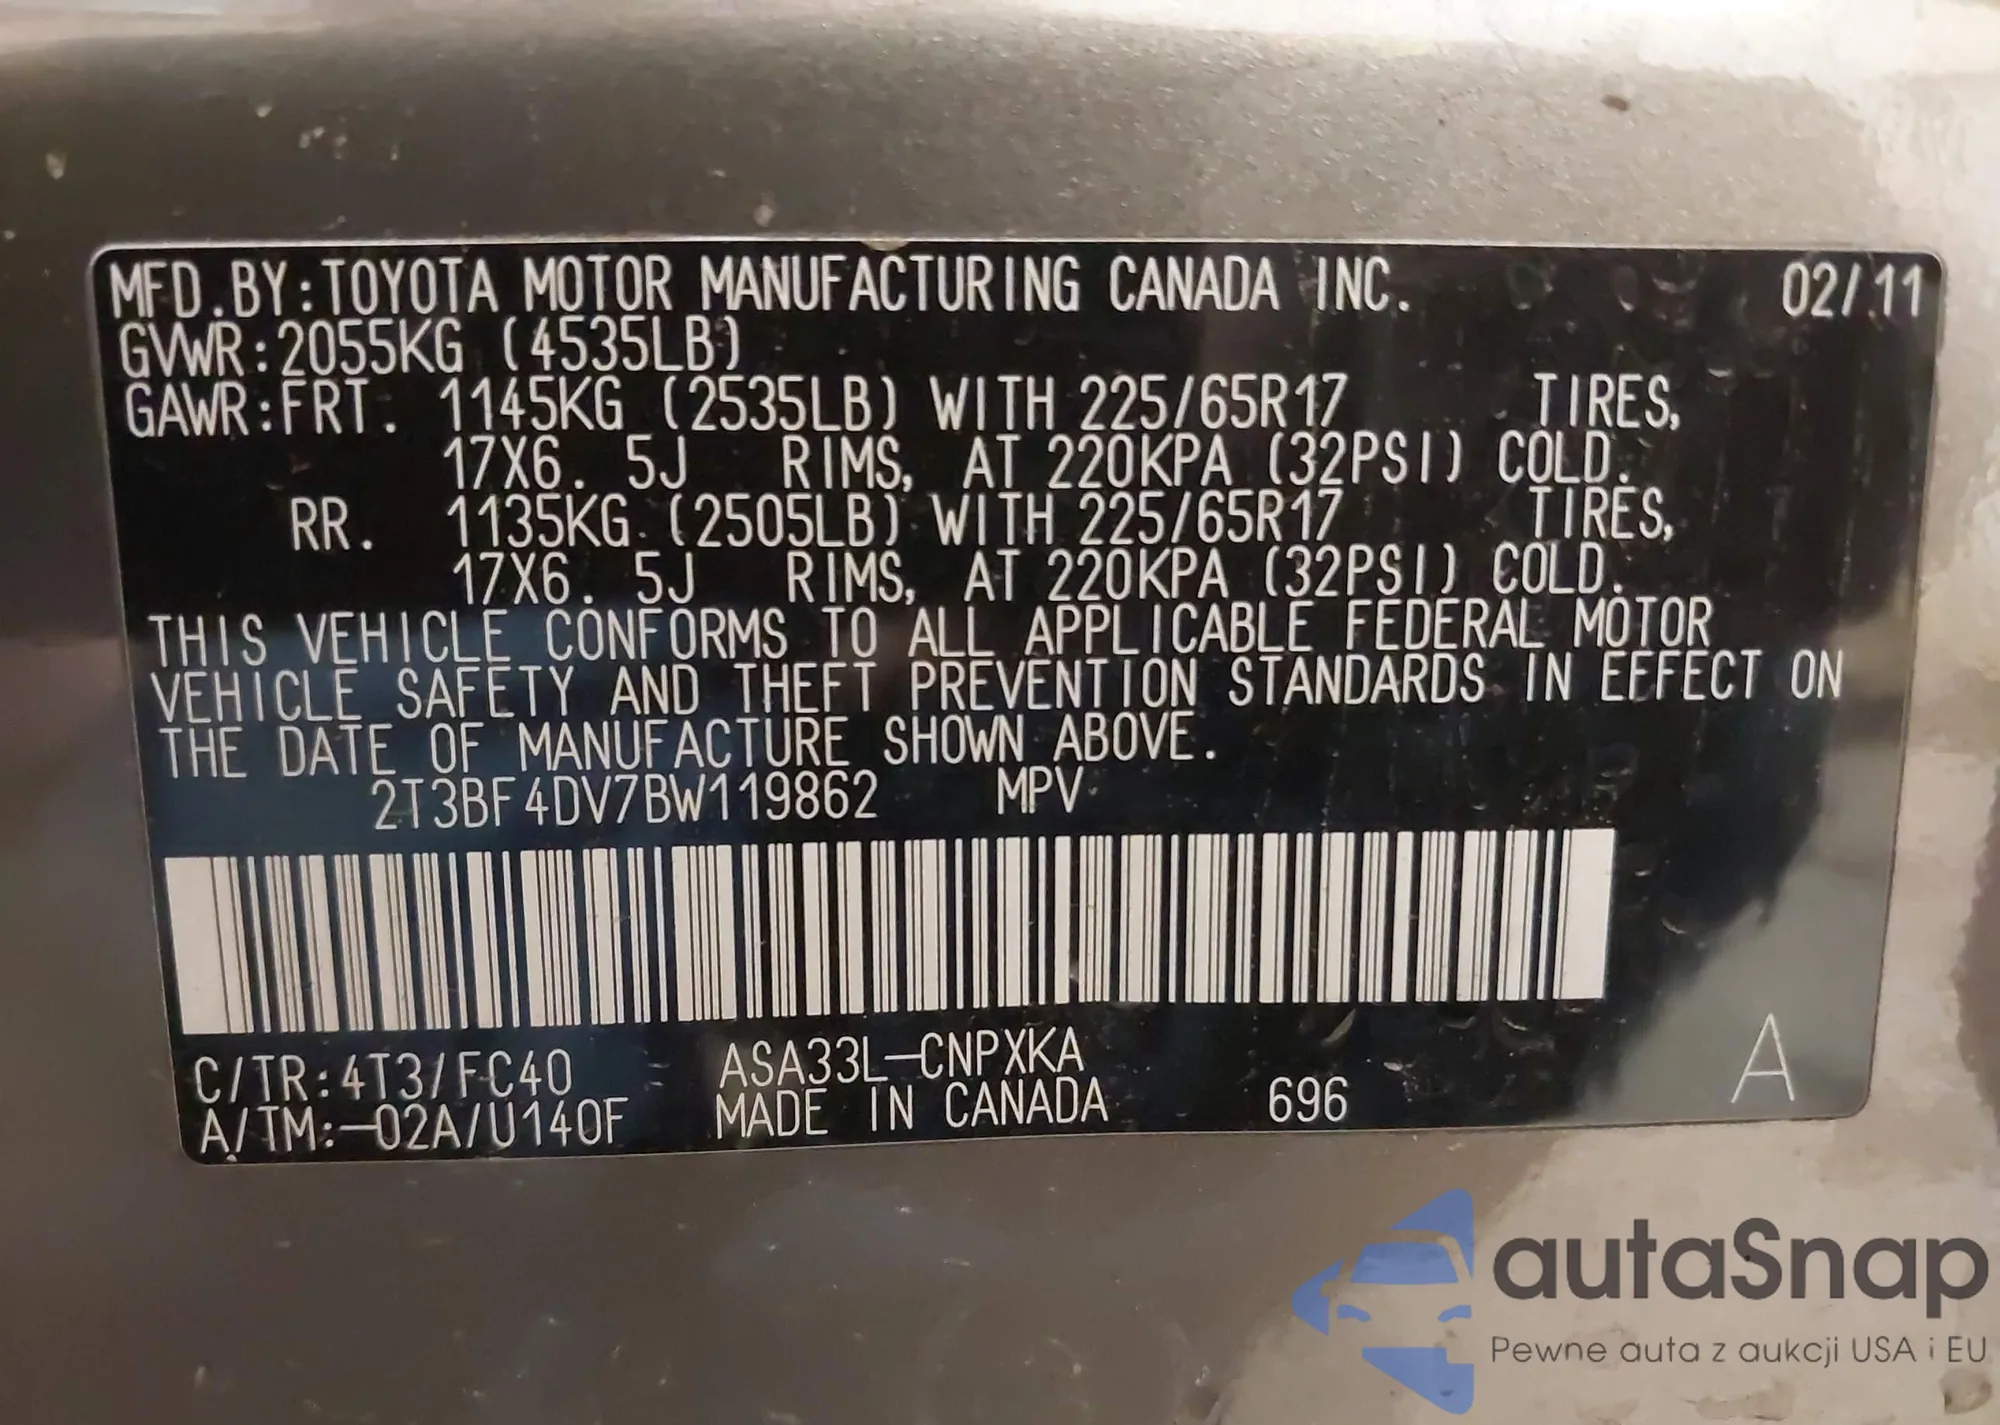 MFD.BY:TOYOTA MOTOR MANUFACTURING CANADA INC. 02/11
GVWR:2055KG (4535LB)
GAWR:FRT. 1145KG (2535LB) WITH 225/65R17 TIRES,
17X6. 5J RIMS, AT 220KPA (32PSI) COLD.
RR. 1135KG (2505LB) WITH 225/65R17 TIRES,
17X6. 5J RIMS, AT 220KPA (32PSI) COLD.
THIS VEHICLE CONFORMS TO ALL APPLICABLE FEDERAL MOTOR
VEHICLE SAFETY AND THEFT PREVENTION STANDARDS IN EFFECT ON
THE DATE OF MANUFACTURE SHOWN ABOVE.
2T3BF4DV7BW119862 MPV
C/TR:4T3/FC40 ASA33L-CNPXKA
A/TM:-02A/U140F MADE IN CANADA 696 A
autaSnap
Pewne auta z aukcji USA i EU